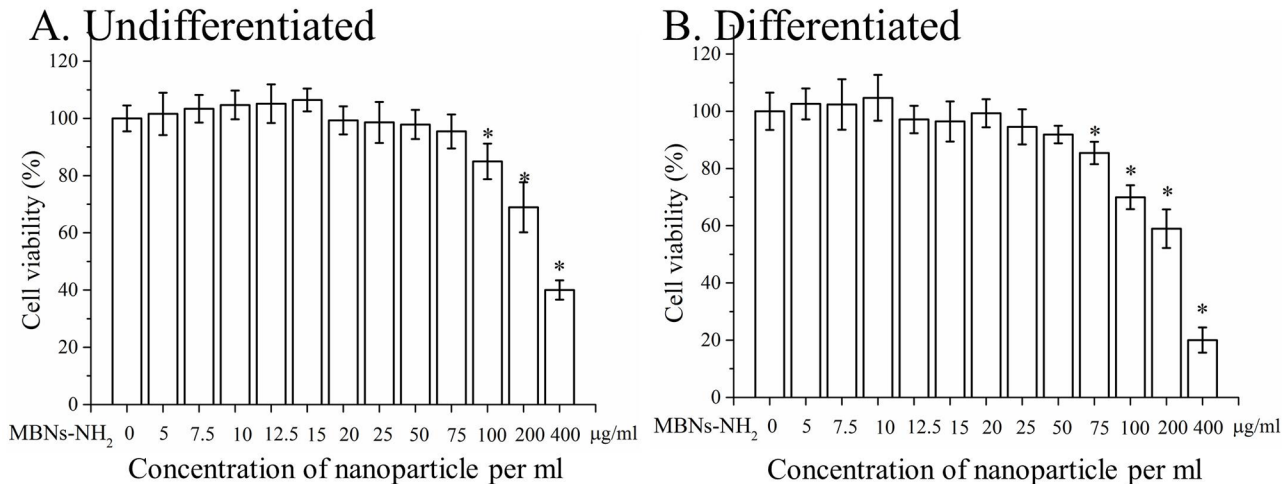 A. Undifferentiated
120
100
80
60
40
20
0
Cell viability (%)
*
*
*
MBNs-NH2 0 5 7.5 10 12.5 15 20 25 50 75 100 200 400 μg/ml
Concentration of nanoparticle per ml
B. Differentiated
120
100
80
60
40
20
0
Cell viability (%)
*
*
*
*
MBNs-NH2 0 5 7.5 10 12.5 15 20 25 50 75 100 200 400 μg/ml
Concentration of nanoparticle per ml